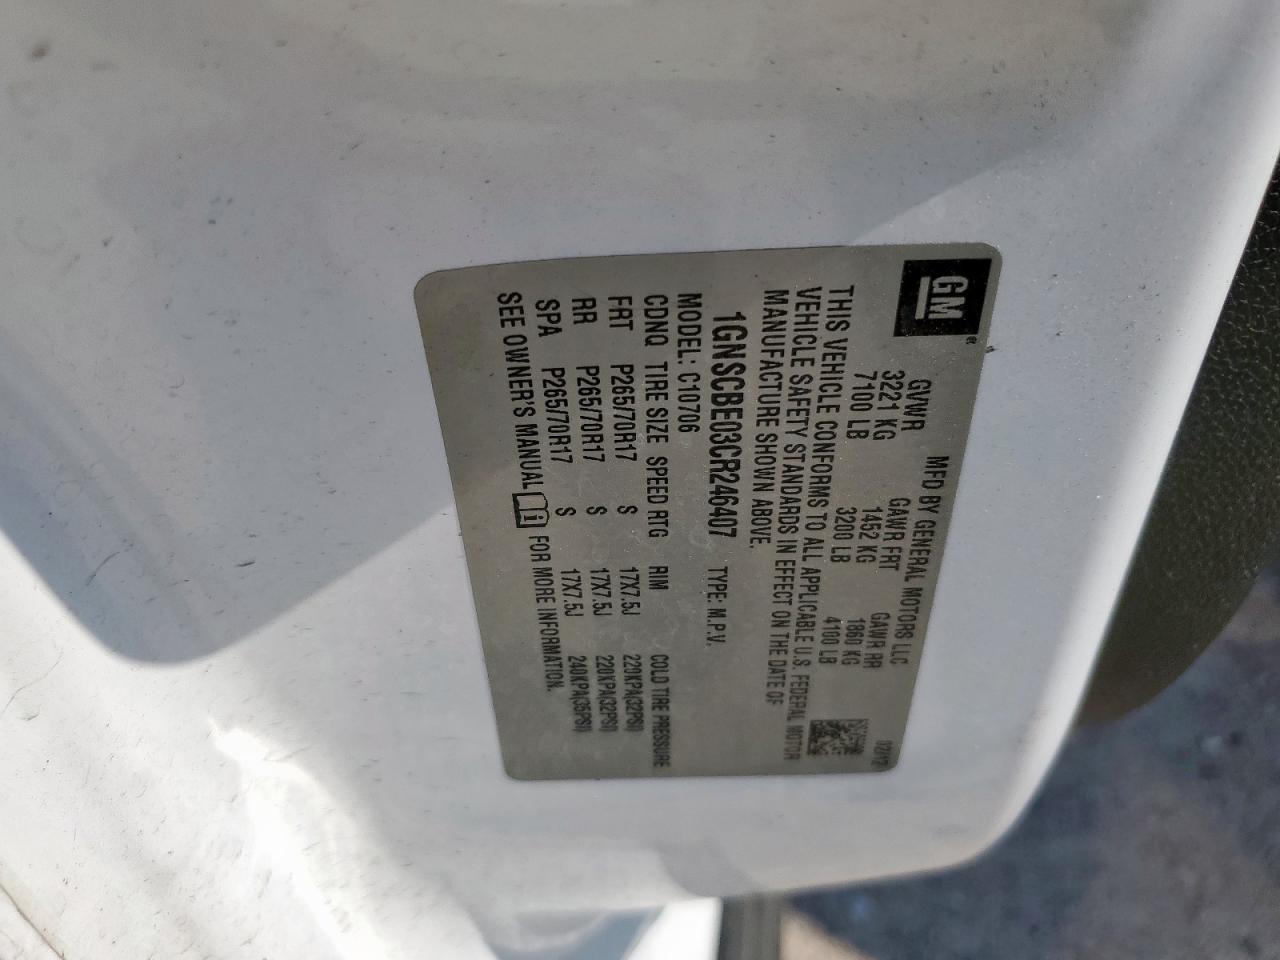 GM
MFD BY GENERAL MOTORS LLC 02/12
GVWR GAWR FRT GAWR RR
3221 KG 1452 KG 1860 KG
7100 LB 3200 LB 4100 LB
THIS VEHICLE CONFORMS TO ALL APPLICABLE U.S. FEDERAL MOTOR
VEHICLE SAFETY STANDARDS IN EFFECT ON THE DATE OF
MANUFACTURE SHOWN ABOVE.
1GNSCBE03CR246407 TYPE: M.P.V.
MODEL: C10706
CDNQ TIRE SIZE SPEED RTG RIM COLD TIRE PRESSURE
FRT P265/70R17 S 17X7.5J 220KPA(32PSI)
RR P265/70R17 S 17X7.5J 220KPA(32PSI)
SPA P265/70R17 S 17X7.5J 240KPA(35PSI)
SEE OWNER'S MANUAL FOR MORE INFORMATION.